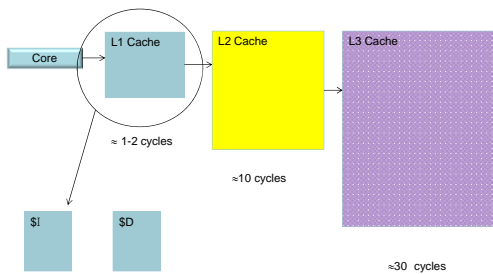 L1 Cache
L2 Cache
L3 Cache
Core
≈ 1-2 cycles
≈10 cycles
$I
$D
≈30 cycles